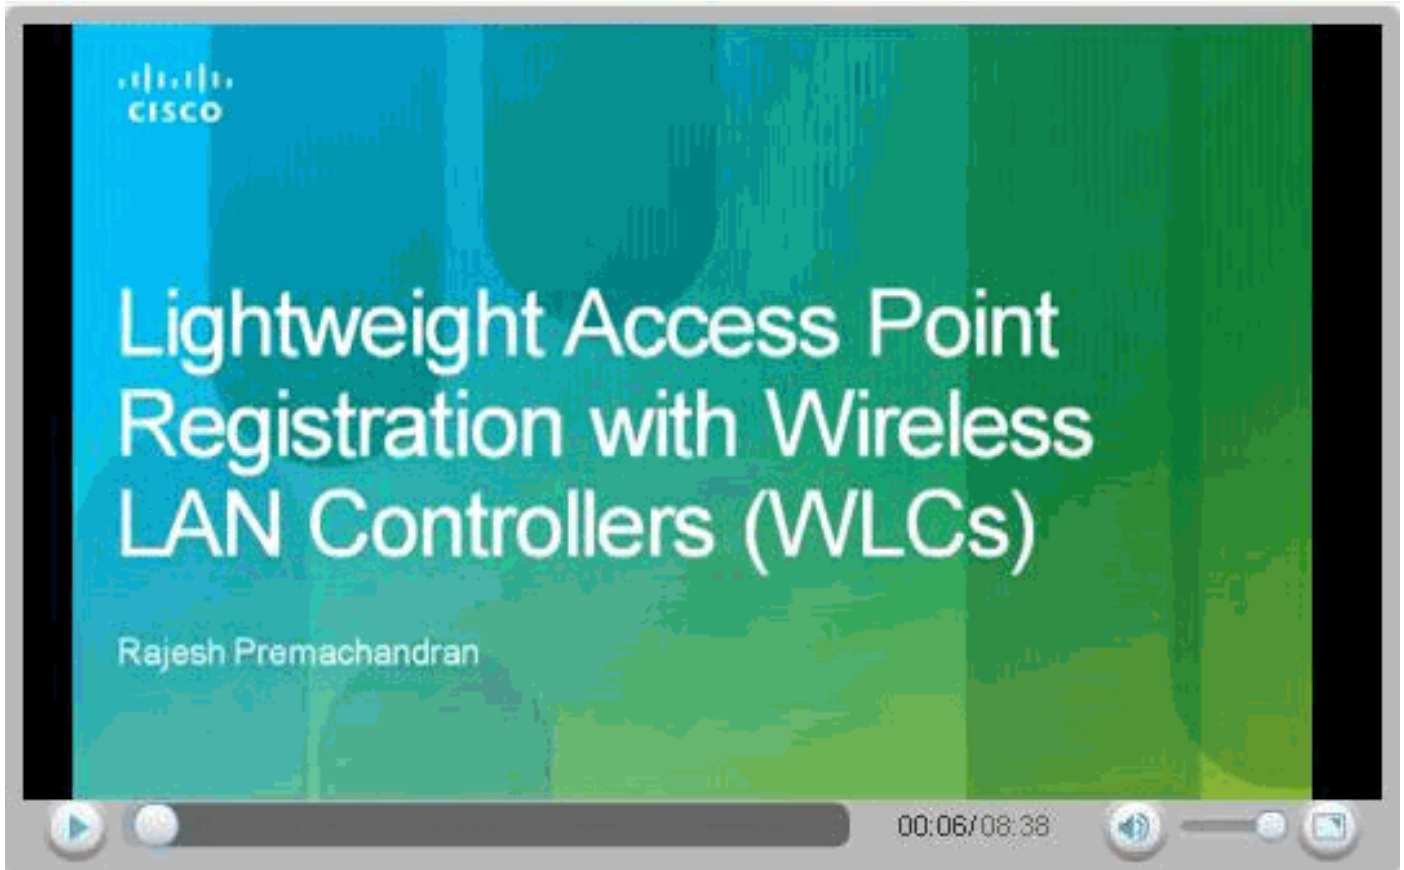 CISCO
Lightweight Access Point
Registration with Wireless
LAN Controllers (WLCs)
Rajesh Premachandran
00:06/08:38